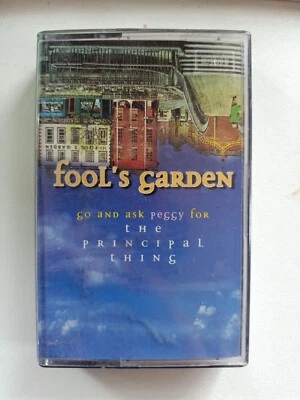 fool's garden
go and ask peggy for
the
principal
thing